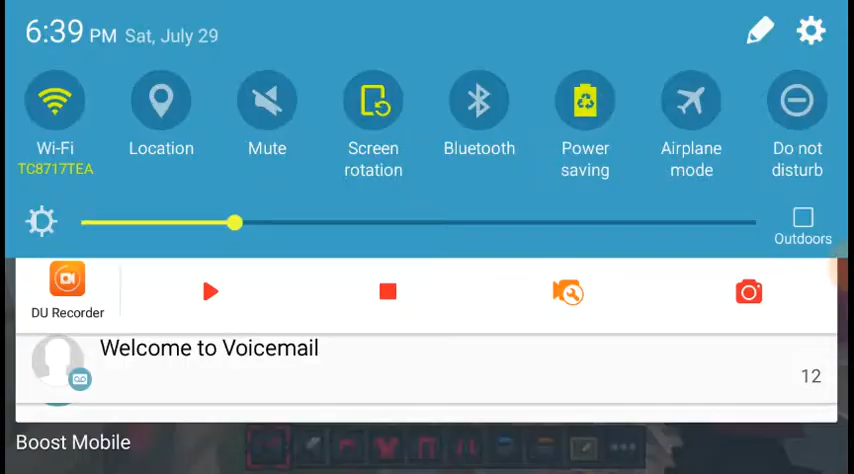 6:39 PM Sat, July 29
Wi-Fi
TC8717TEA
Location
Mute
Screen
rotation
Bluetooth
Power
saving
Airplane
mode
Do not
disturb
Outdoors
DU Recorder
Welcome to Voicemail
12
Boost Mobile